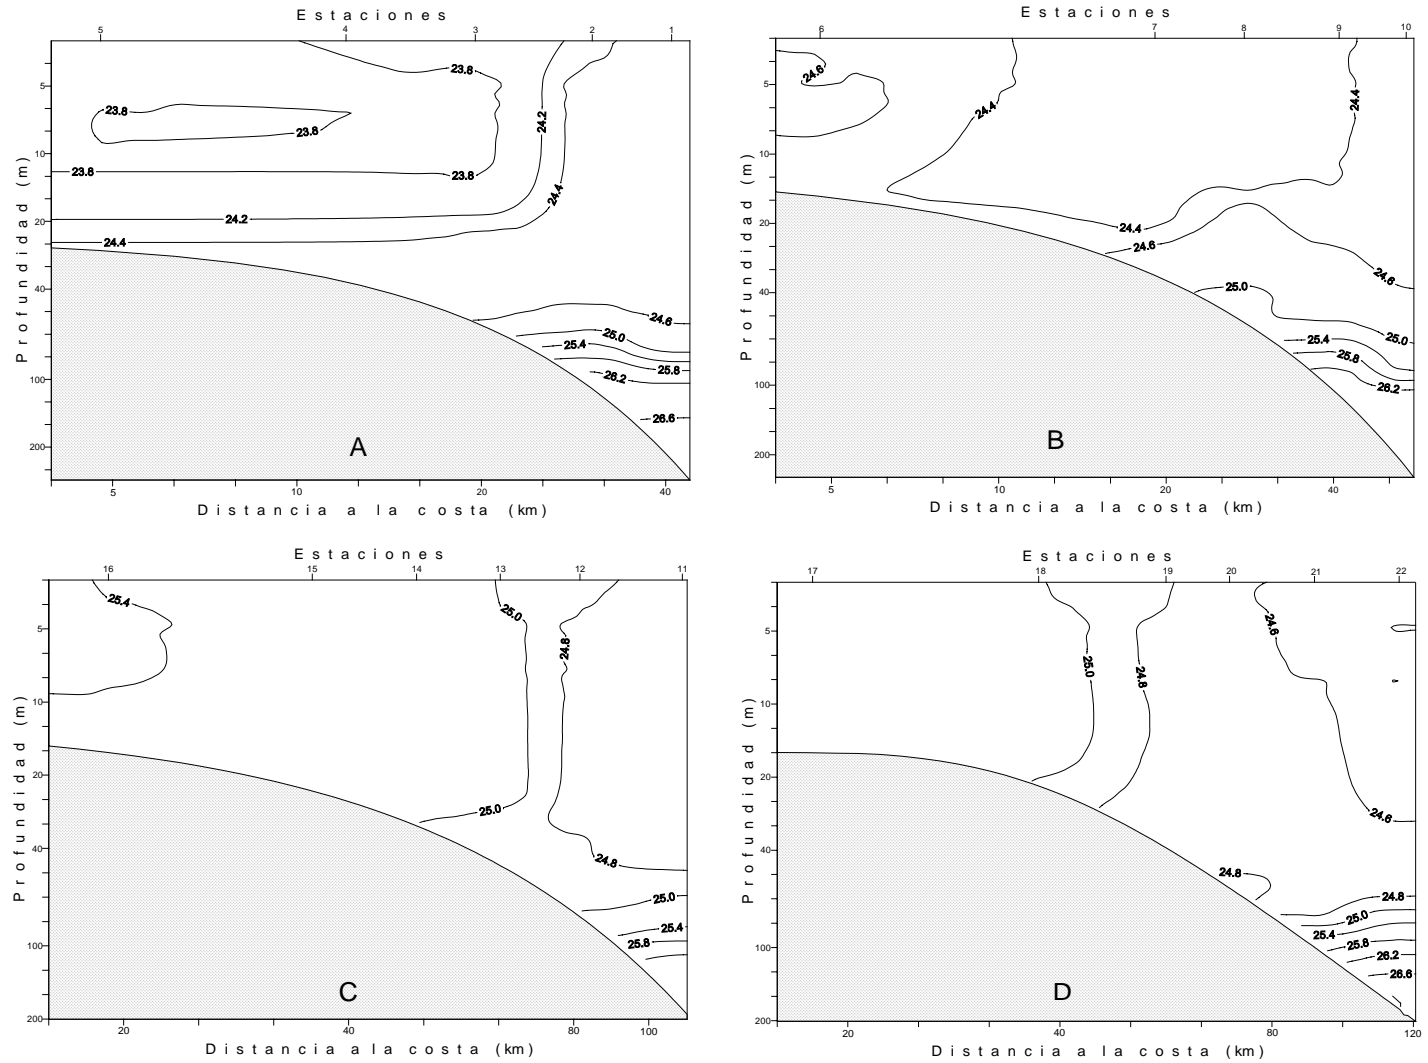 Estaciones
5 4 3 2 1
23.8
5
24.2
23.8
23.8
10
23.8 23.8
24.4
24.2
20
24.4
40
24.6
25.0
25.4
25.8
26.2
100
26.6
200
A
Profundidad (m)
5 10 20 40
Distancia a la costa (km)
Estaciones
6 7 8 9 10
24.6
5
24.4
24.4
10
20
24.4
24.6
24.6
40
25.0
25.4 25.0
25.8
26.2
100
200
B
Profundidad (m)
5 10 20 40
Distancia a la costa (km)
Estaciones
16 15 14 13 12 11
25.4
25.0
5
24.8
10
20
25.0
40
24.8
25.0
25.4
25.8
100
C
200
Profundidad (m)
20 40 80 100
Distancia a la costa (km)
Estaciones
17 18 19 20 21 22
24.6
5
25.0
24.8
10
20
24.6
40
24.8
24.8
25.0
25.4
25.8
26.2
100
26.6
D
200
Profundidad (m)
20 40 80 120
Distancia a la costa (km)